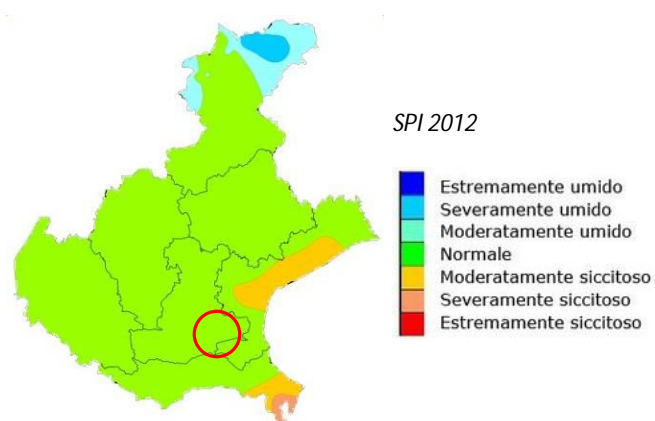 SPI 2012
Estremamente umido
Severamente umido
Moderatamente umido
Normale
Moderatamente siccitoso
Severamente siccitoso
Estremamente siccitoso